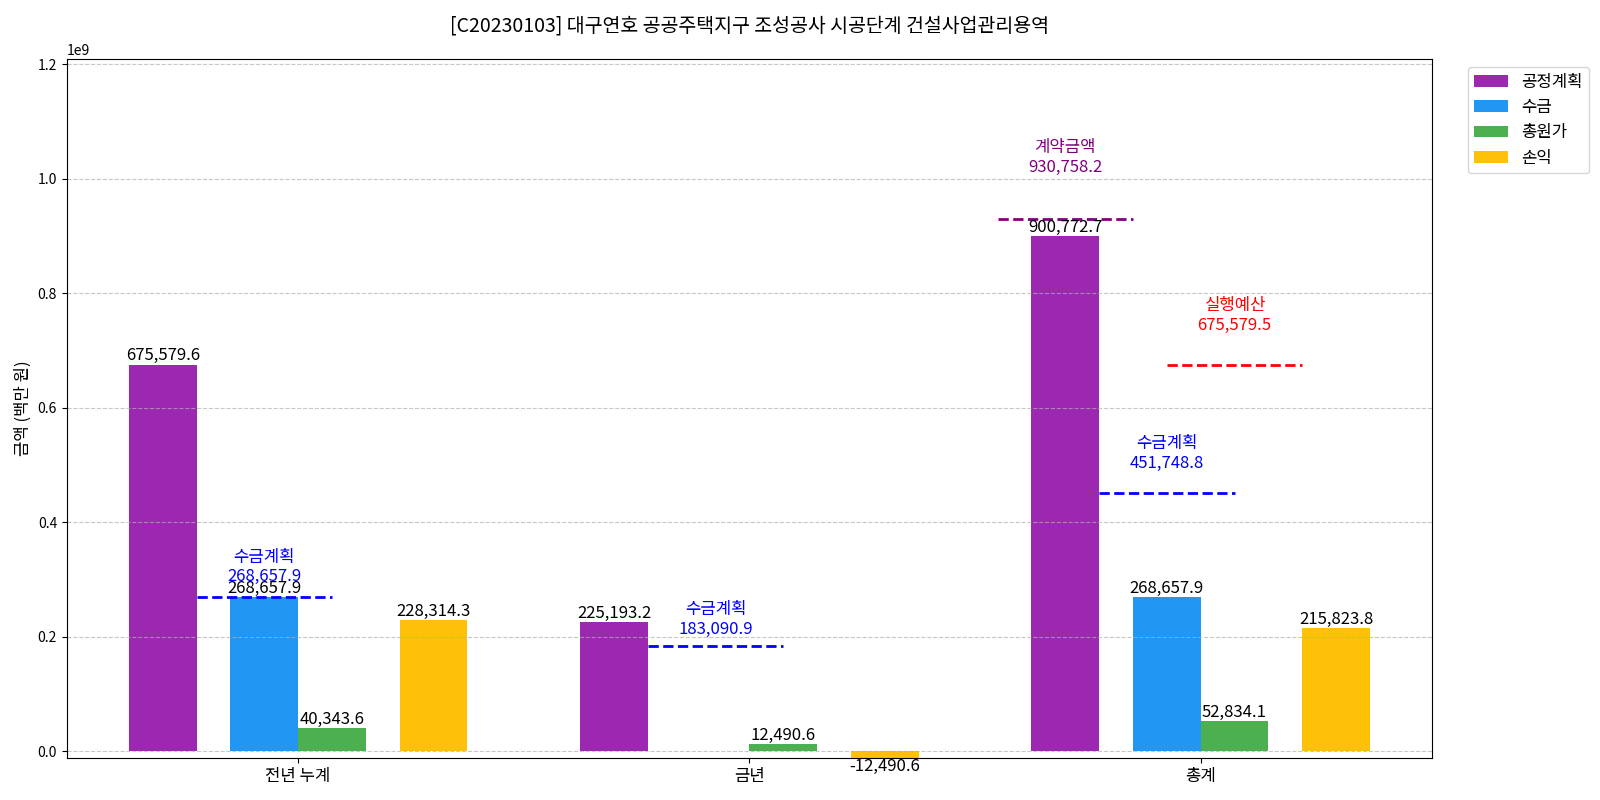 [C20230103] 대구연호 공공주택지구 조성공사 시공단계 건설사업관리용역
1e9
1.2
1.0
0.8
0.6
0.4
0.2
0.0
금액 (백만 원)
공정계획
수금
총원가
손익
675,579.6
수금계획
268,657.9
268,657.9
40,343.6
228,314.3
225,193.2
수금계획
183,090.9
12,490.6
-12,490.6
계약금액
930,758.2
900,772.7
실행예산
675,579.5
수금계획
451,748.8
268,657.9
52,834.1
215,823.8
전년 누계
금년
총계